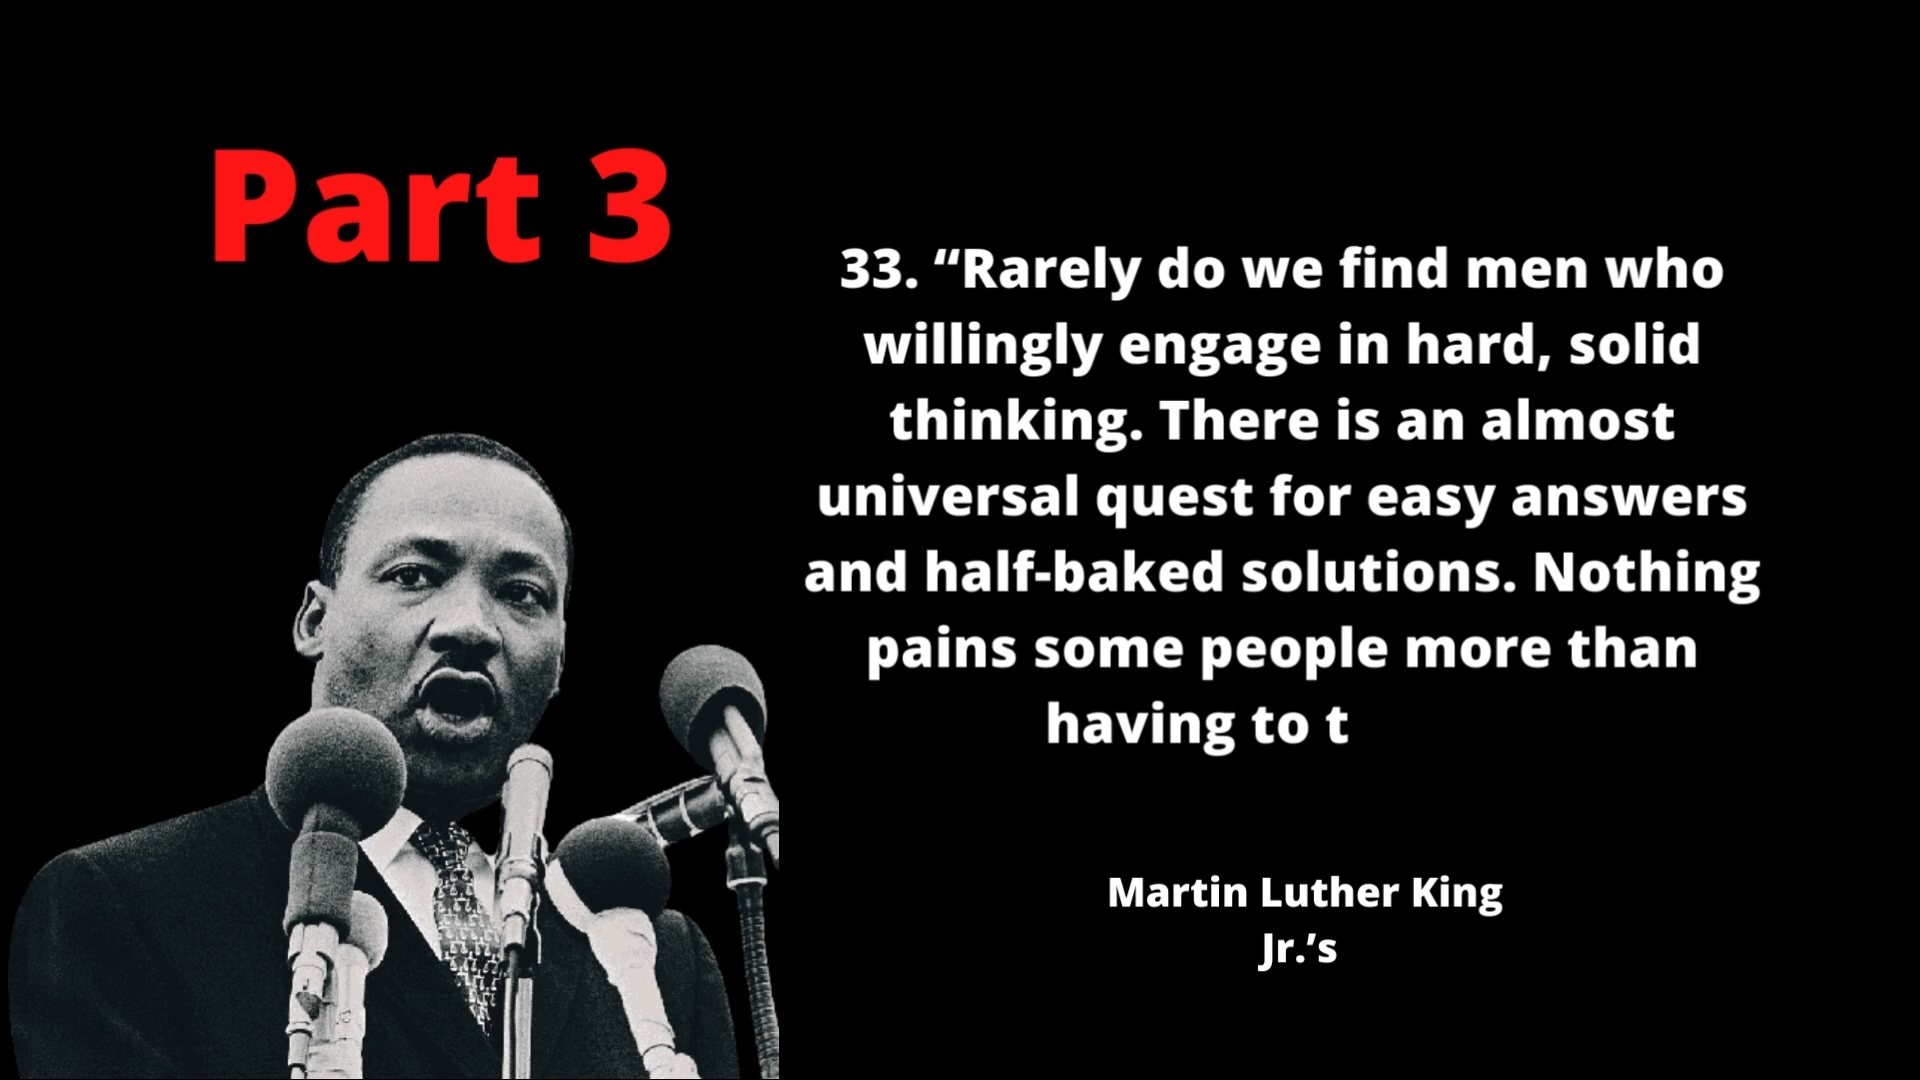 Part 3
33. “Rarely do we find men who
willingly engage in hard, solid
thinking. There is an almost
universal quest for easy answers
and half-baked solutions. Nothing
pains some people more than
having to t
Martin Luther King
Jr.’s